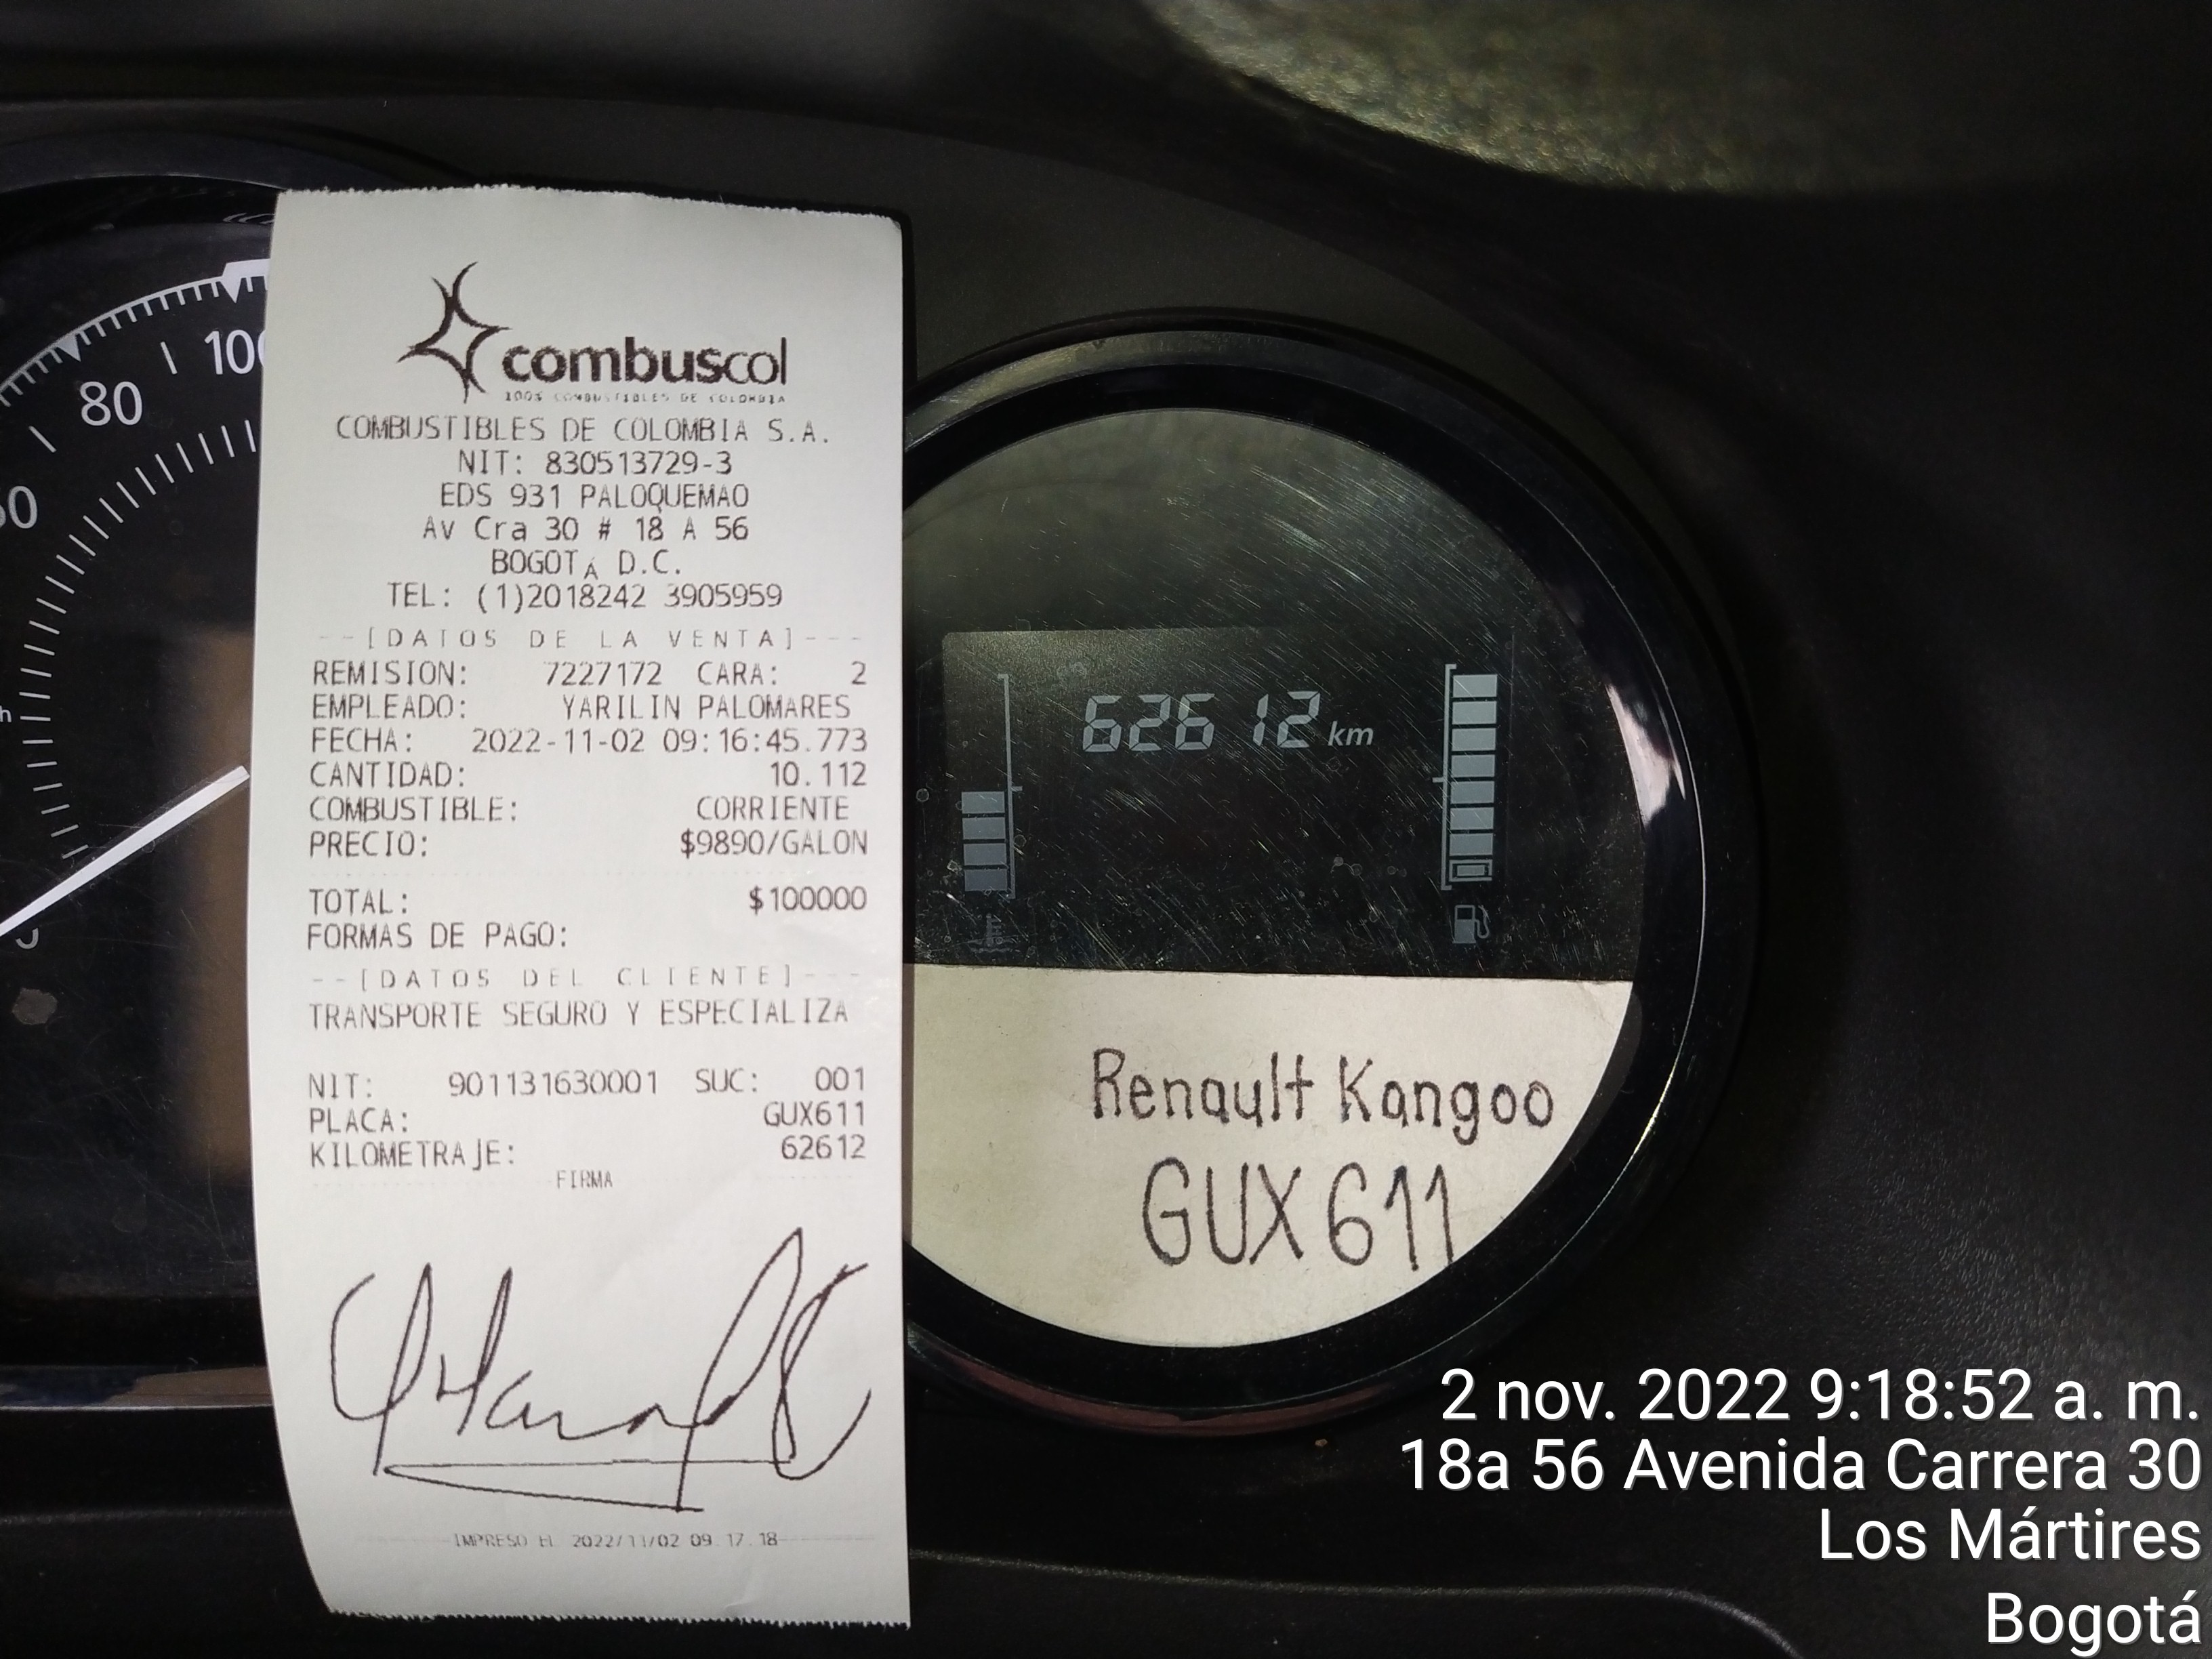 combuscol
100% COMBUSTIBLES DE COLOMBIA
COMBUSTIBLES DE COLOMBIA S.A.
NIT: 830513729-3
EDS 931 PALOQUEMAO
Av Cra 30 # 18 A 56
BOGOTÁ D.C.
TEL: (1)2018242 3905959
--[DATOS DE LA VENTA]---
REMISION: 7227172 CARA: 2
EMPLEADO: YARILIN PALOMARES
FECHA: 2022-11-02 09:16:45.773
CANTIDAD: 10.112
COMBUSTIBLE: CORRIENTE
PRECIO: $9890/GALON
TOTAL: $100000
FORMAS DE PAGO:
--[DATOS DEL CLIENTE]---
TRANSPORTE SEGURO Y ESPECIALIZA
NIT: 901131630001 SUC: 001
PLACA: GUX611
KILOMETRAJE: 62612
FIRMA
IMPRESO EL 2022/11/02 09.17.18
80
100
62612 km
Renault Kangoo
GUX 611
2 nov. 2022 9:18:52 a. m.
18a 56 Avenida Carrera 30
Los Mártires
Bogotá